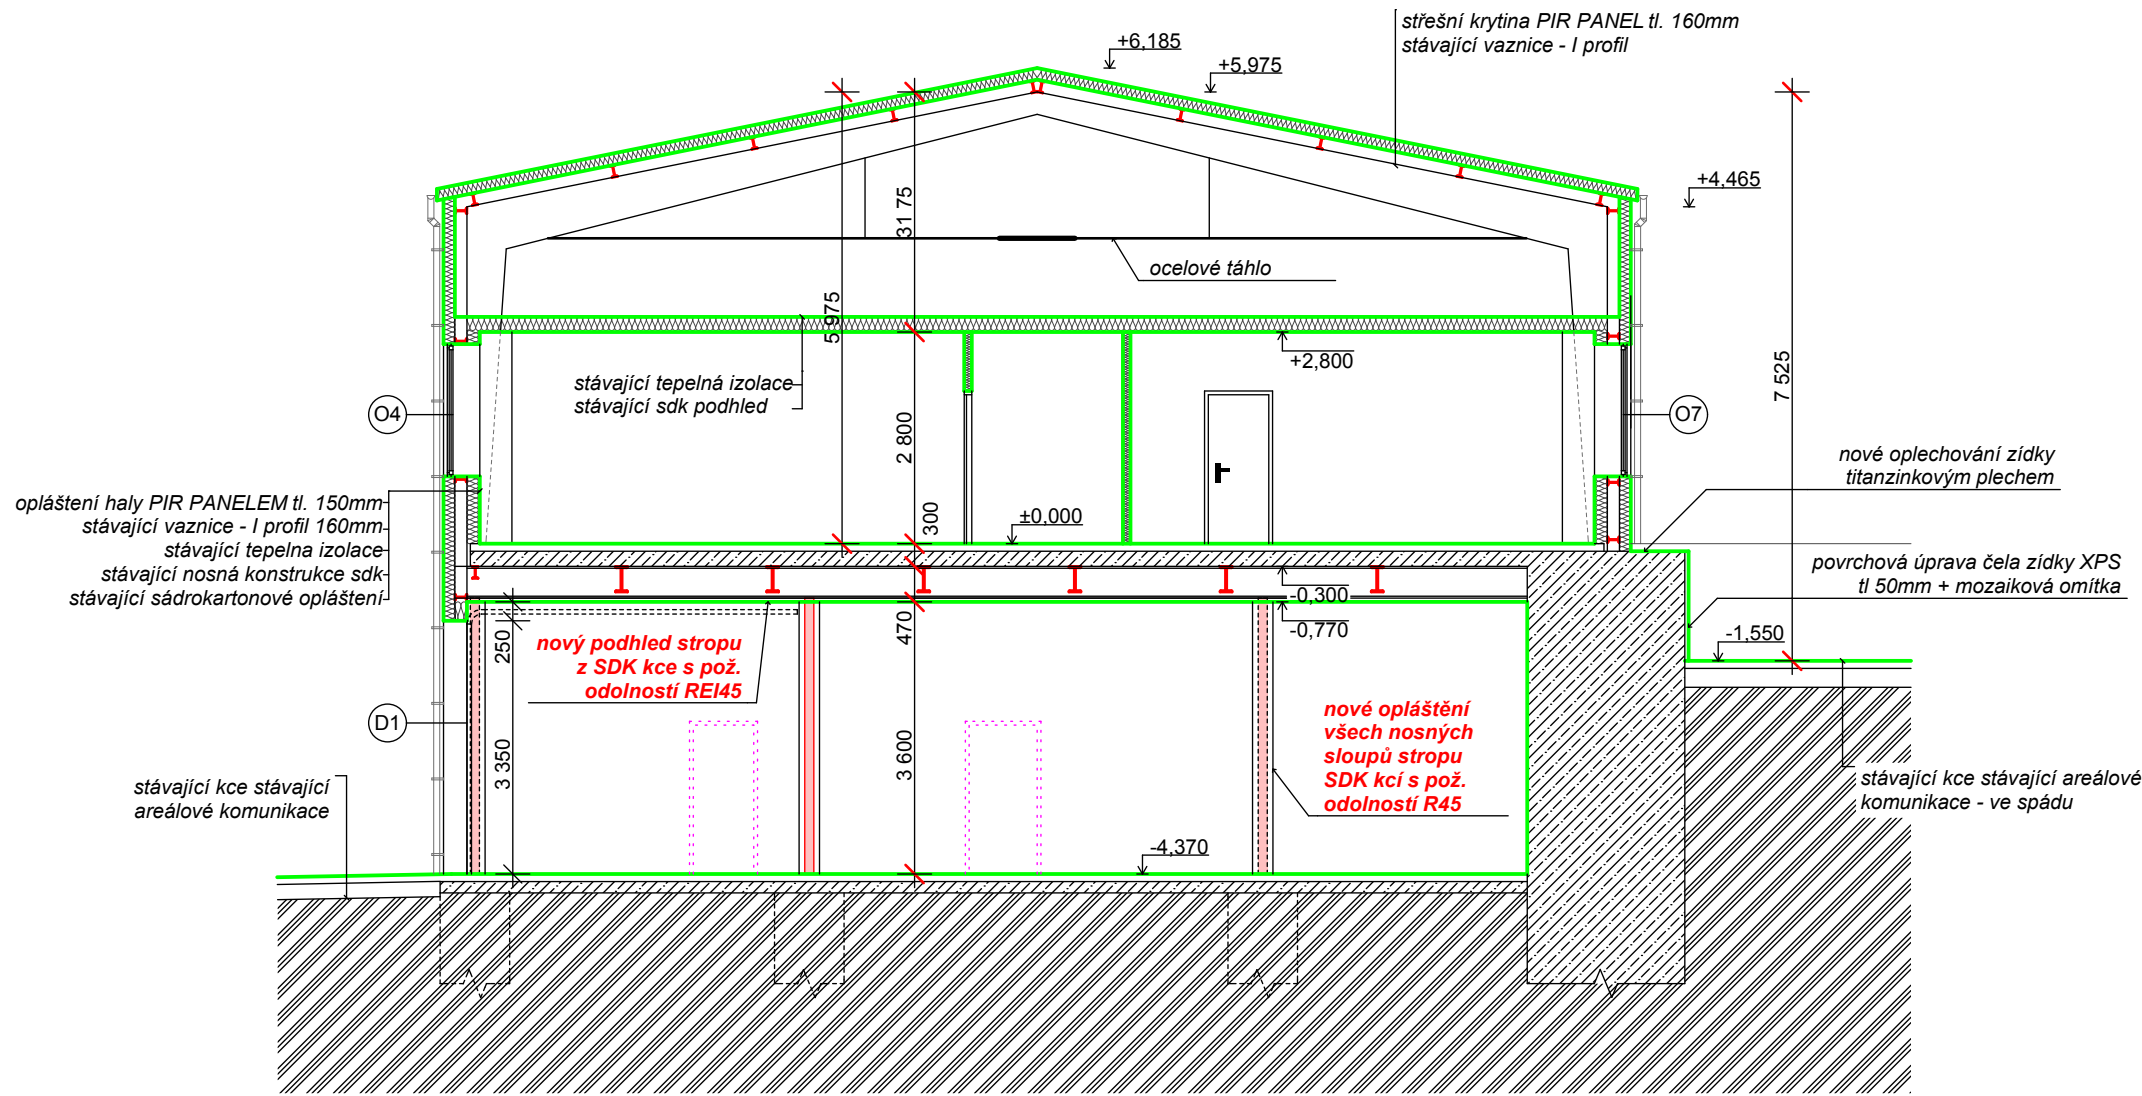 střešní krytina PIR PANEL tl. 160mm
stávající vaznice - I profil
+6,185
+5,975
+4,465
31 75
5 975
ocelové táhlo
7 525
+2,800
stávající tepelná izolace
stávající sdk podhled
O4
O7
2 800
nové oplechování zídky
titanzinkovým plechem
opláštení haly PIR PANELEM tl. 150mm
stávající vaznice - I profil 160mm
stávající tepelna izolace
stávající nosná konstrukce sdk
stávající sádrokartonové opláštení
300
±0,000
povrchová úprava čela zídky XPS
tl 50mm + mozaiková omítka
-0,300
-0,770
470
250
-1,550
nový podhled stropu
z SDK kce s pož.
odolností REI45
nové opláštění
všech nosných
sloupů stropu
SDK kcí s pož.
odolností R45
D1
3 350
3 600
stávající kce stávající
areálové komunikace
stávající kce stávající areálové
komunikace - ve spádu
-4,370